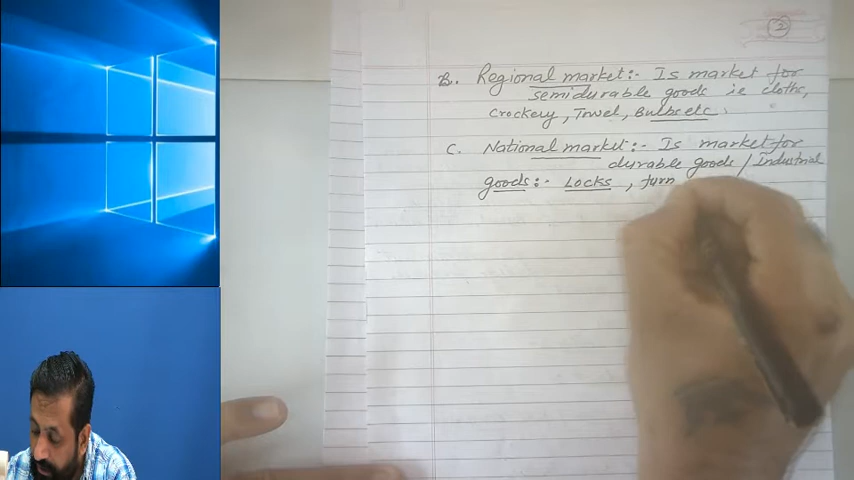 2
B. Regional market:- Is market for
semidurable goods ie cloths,
crockery, Towel, Bulbs etc
C. National market:- Is market for
durable goods / Industrial
goods:- Locks, furn